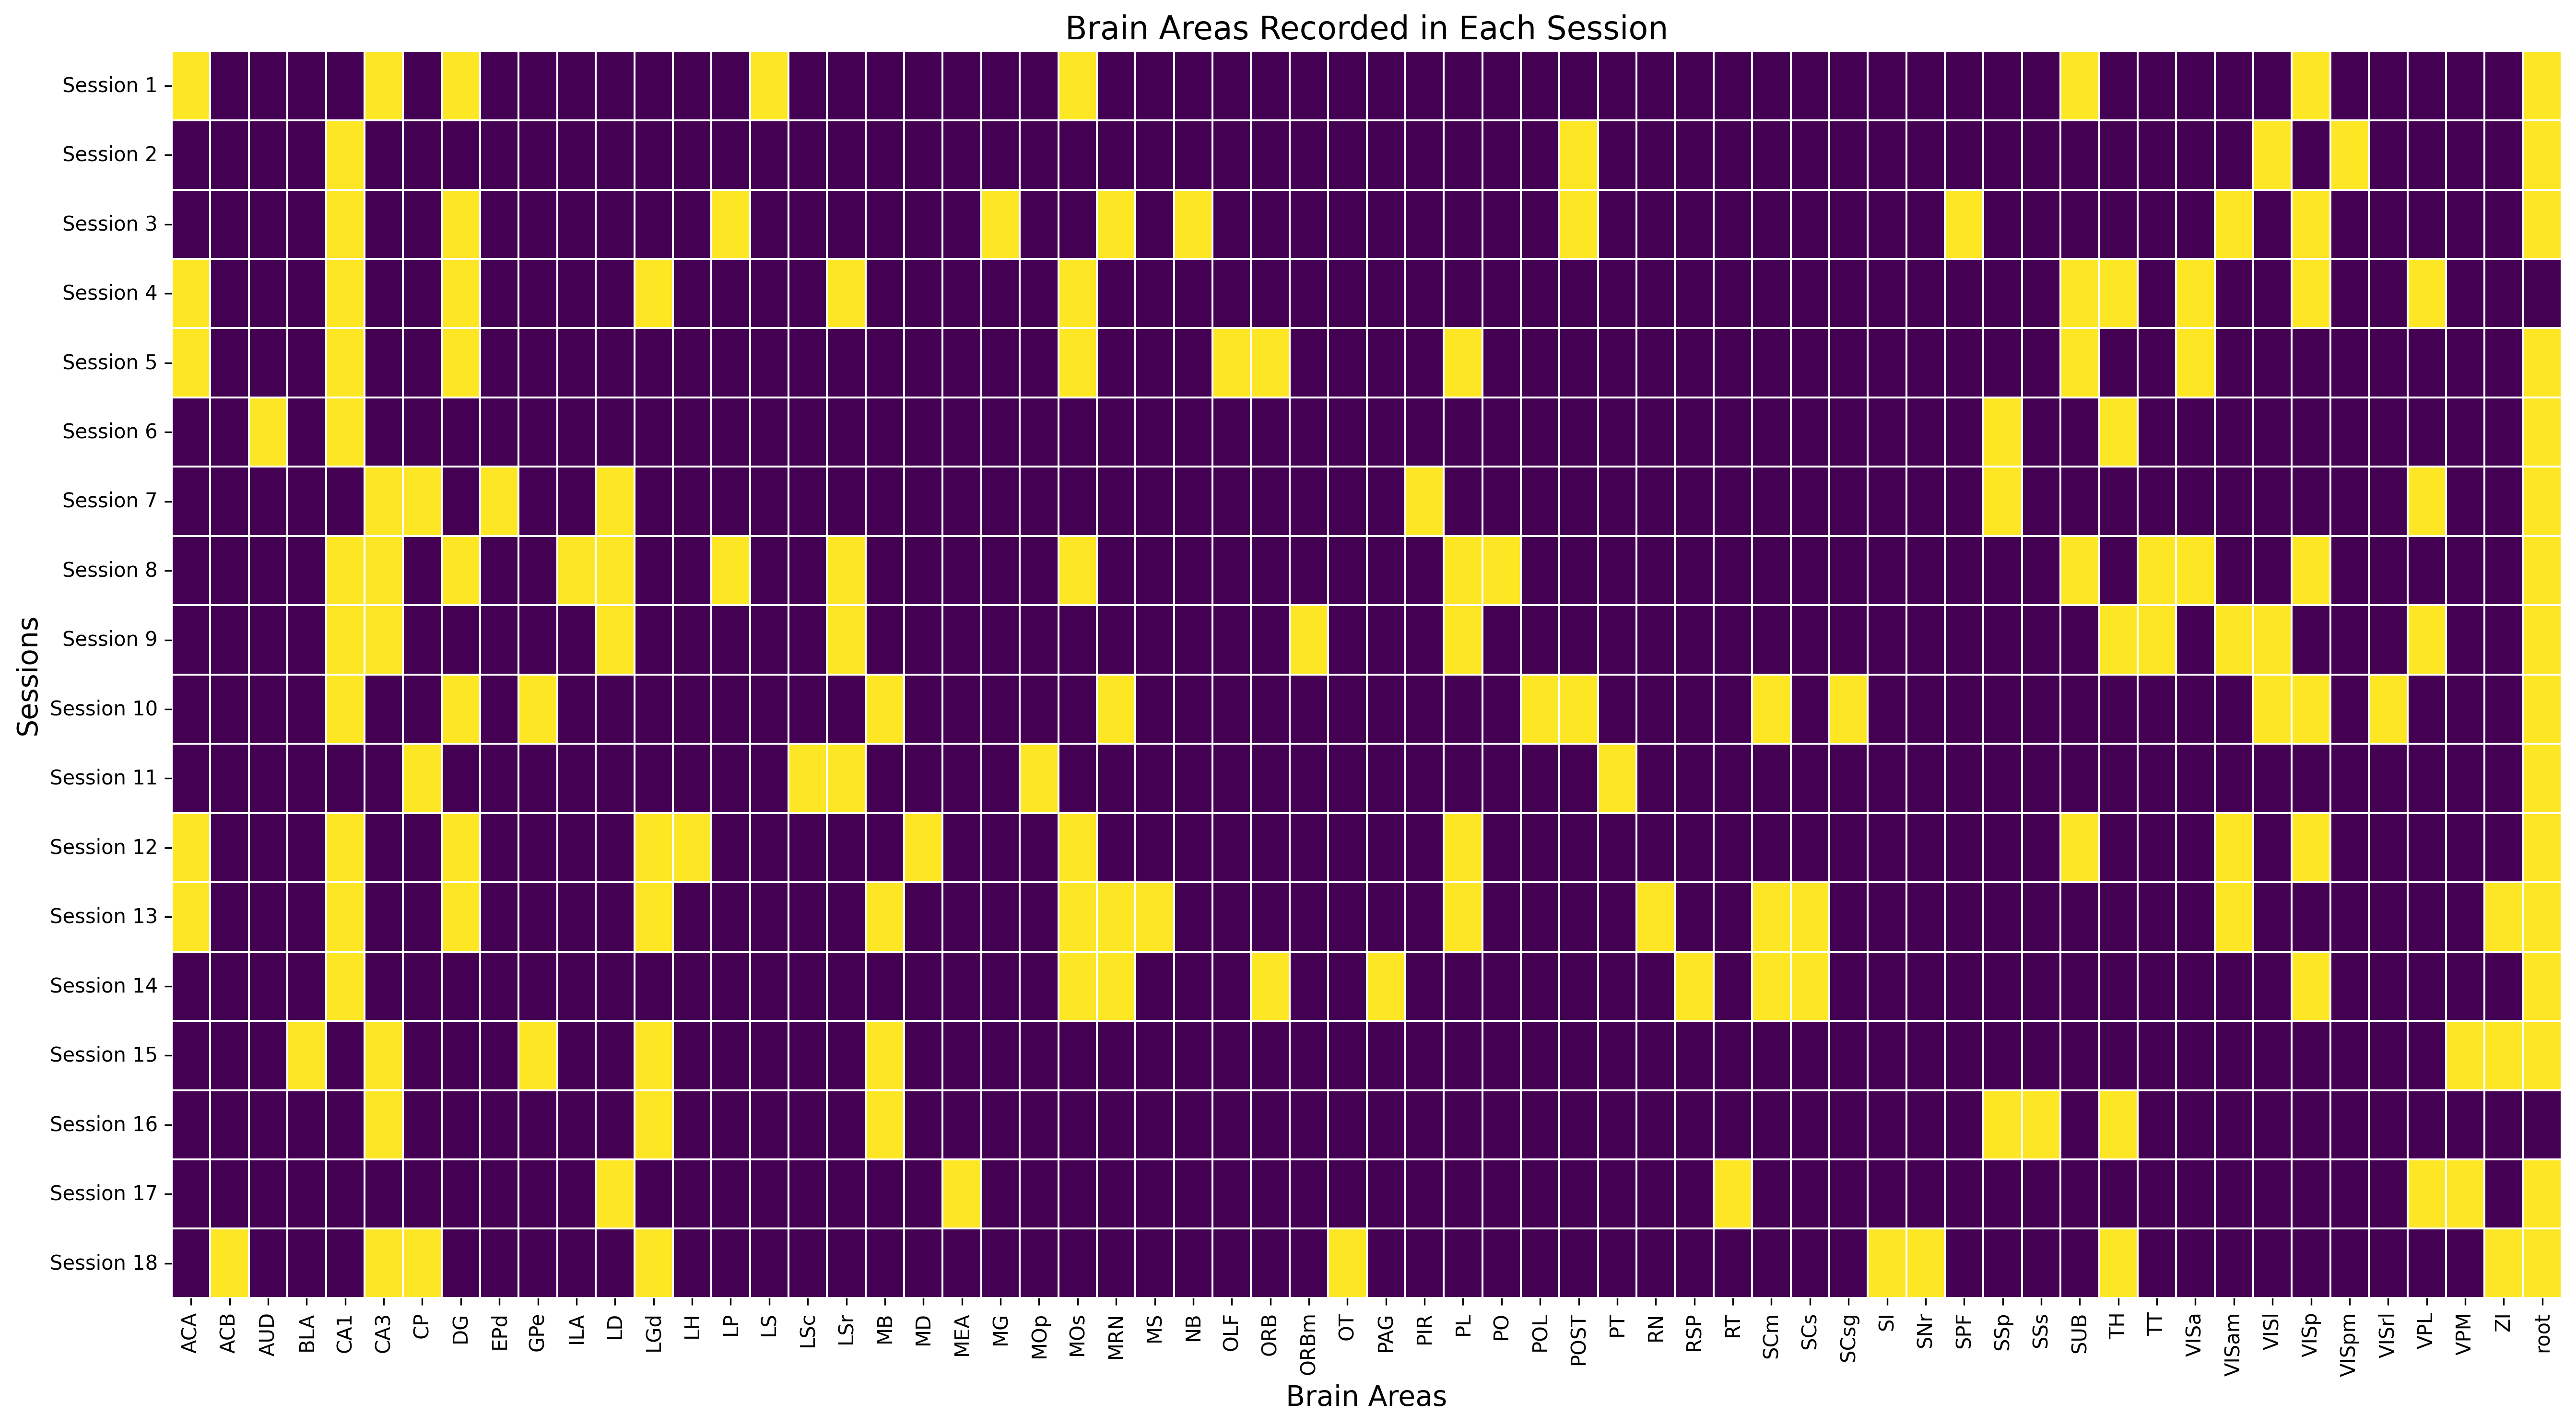 Brain Areas Recorded in Each Session
Sessions
Session 1
Session 2
Session 3
Session 4
Session 5
Session 6
Session 7
Session 8
Session 9
Session 10
Session 11
Session 12
Session 13
Session 14
Session 15
Session 16
Session 17
Session 18
ACA
ACB
AUD
BLA
CA1
CA3
CP
DG
EPd
GPe
ILA
LD
LGd
LH
LP
LS
LSc
LSr
MB
MD
MEA
MG
MOp
MOs
MRN
MS
NB
OLF
ORB
ORBm
OT
PAG
PIR
PL
PO
POL
POST
PT
RN
RSP
RT
SCm
SCs
SCsg
SI
SNr
SPF
SSp
SSs
SUB
TH
TT
VISa
VISam
VISl
VISp
VISpm
VISrl
VPL
VPM
ZI
root
Brain Areas